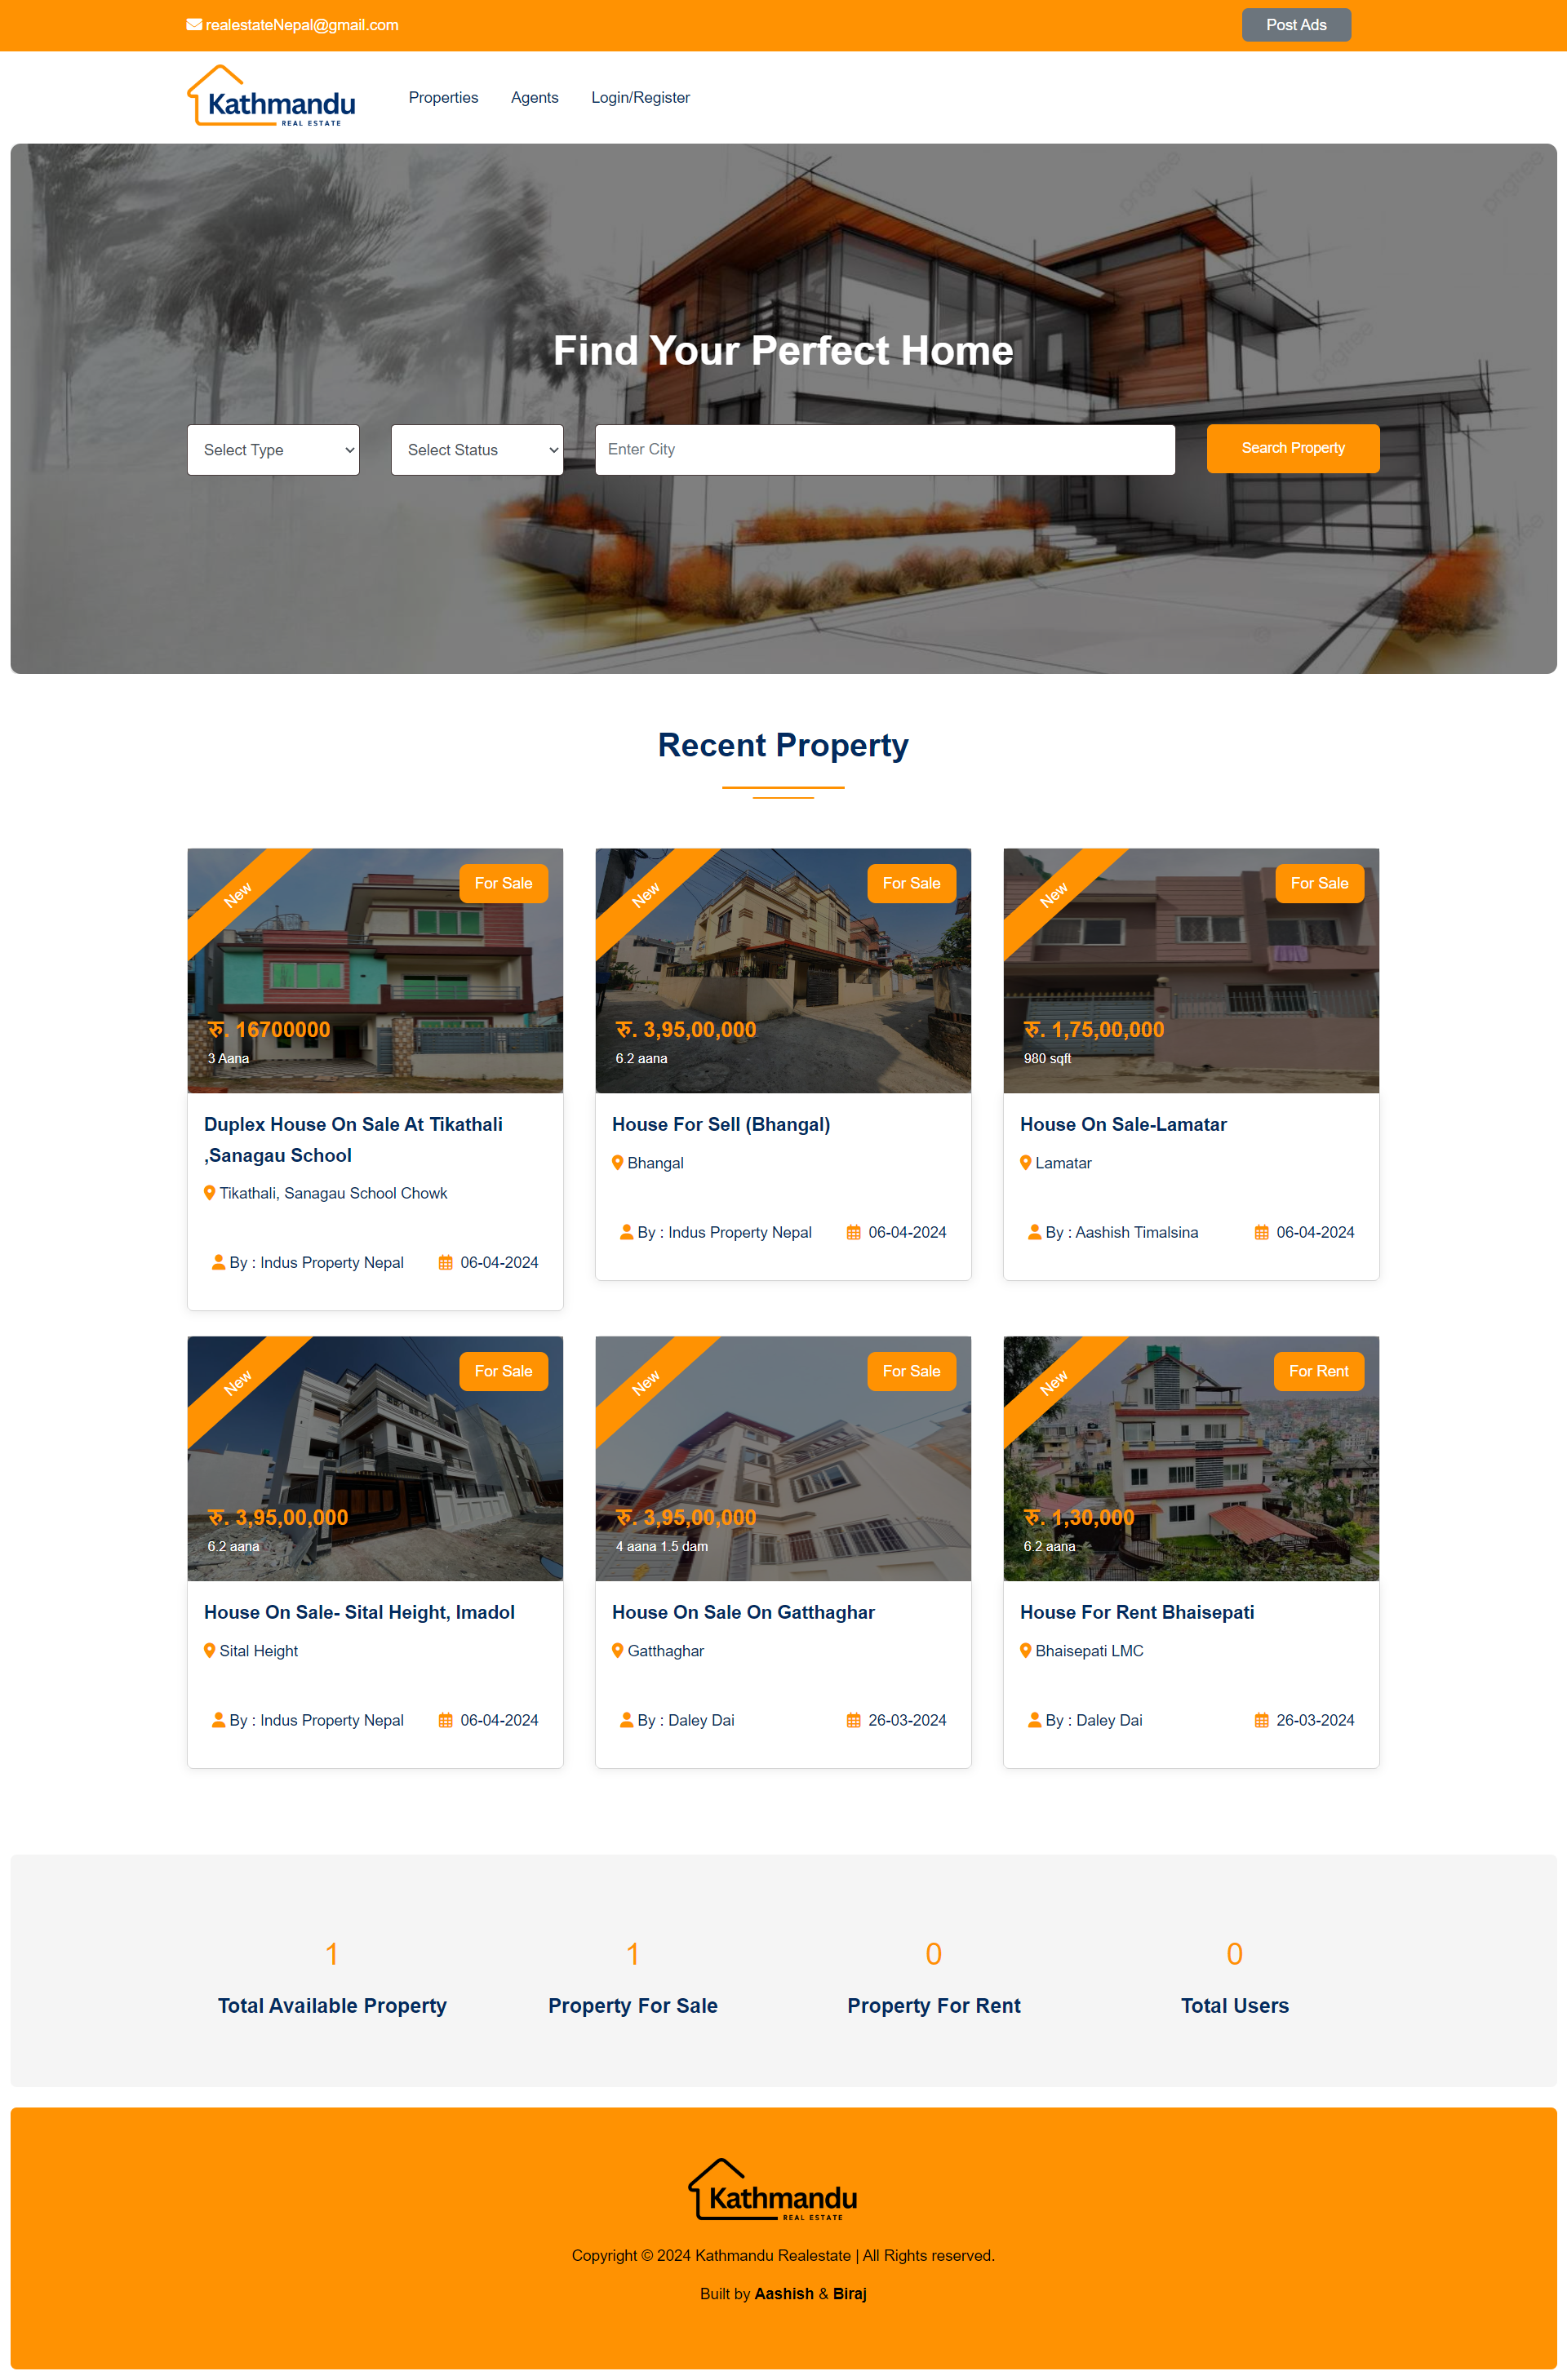 realestateNepal@gmail.com
Post Ads
Kathmandu
REAL ESTATE
Properties Agents Login/Register
pngtree
pngtree
Find Your Perfect Home
Select Type Select Status Enter City Search Property
Recent Property
New For Sale
रु. 16700000
3 Aana
Duplex House On Sale At Tikathali
,Sanagau School
Tikathali, Sanagau School Chowk
By : Indus Property Nepal 06-04-2024
New For Sale
रु. 3,95,00,000
6.2 aana
House For Sell (Bhangal)
Bhangal
By : Indus Property Nepal 06-04-2024
New For Sale
रु. 1,75,00,000
980 sqft
House On Sale-Lamatar
Lamatar
By : Aashish Timalsina 06-04-2024
New For Sale
रु. 3,95,00,000
6.2 aana
House On Sale- Sital Height, Imadol
Sital Height
By : Indus Property Nepal 06-04-2024
New For Sale
रु. 3,95,00,000
4 aana 1.5 dam
House On Sale On Gatthaghar
Gatthaghar
By : Daley Dai 26-03-2024
New For Rent
रु. 1,30,000
6.2 aana
House For Rent Bhaisepati
Bhaisepati LMC
By : Daley Dai 26-03-2024
1 1 0 0
Total Available Property Property For Sale Property For Rent Total Users
Kathmandu
REAL ESTATE
Copyright © 2024 Kathmandu Realestate | All Rights reserved.
Built by Aashish & Biraj